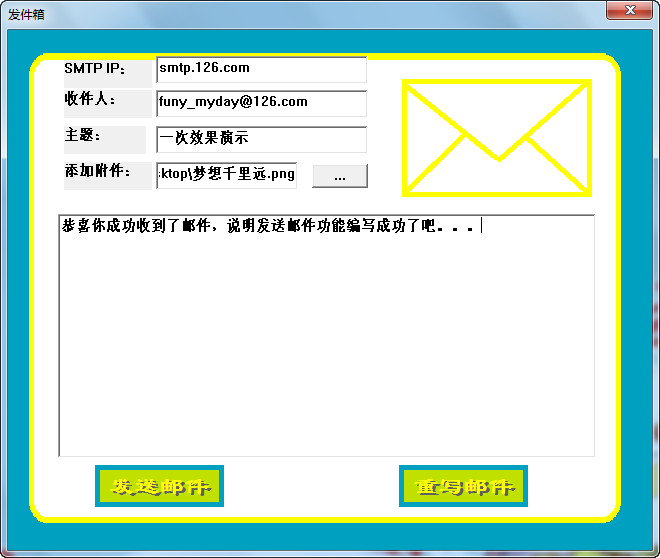 发件箱
SMTP IP： smtp.126.com
收件人： funy_myday@126.com
主题： 一次效果演示
添加附件： ktop\梦想千里远.png ...
恭喜你成功收到了邮件，说明发送邮件功能编写成功了吧。。。
发送邮件 重写邮件